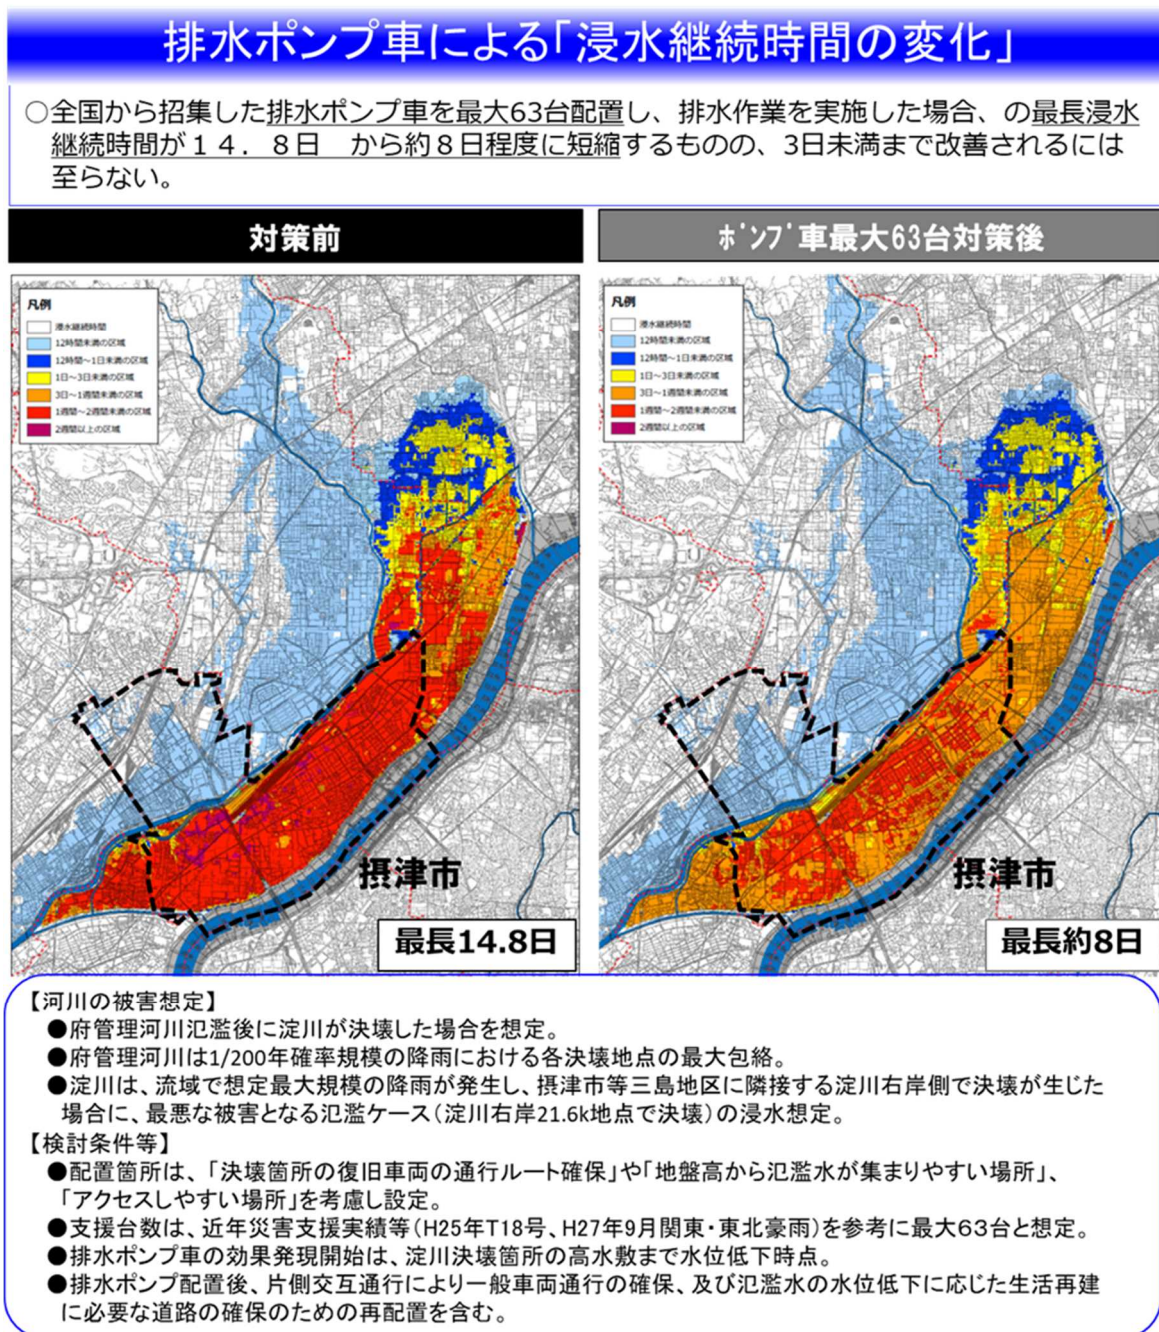 排水ポンプ車による「浸水継続時間の変化」
○全国から招集した排水ポンプ車を最大63台配置し、排水作業を実施した場合、の最長浸水
継続時間が１４．８日　から約８日程度に短縮するものの、3日未満まで改善されるには
至らない。
対策前
凡例
浸水継続時間
12時間未満の区域
12時間～1日未満の区域
1日～3日未満の区域
3日～1週間未満の区域
1週間～2週間未満の区域
2週間以上の区域
摂津市
最長14.8日
ﾎﾟﾝﾌﾟ車最大63台対策後
凡例
浸水継続時間
12時間未満の区域
12時間～1日未満の区域
1日～3日未満の区域
3日～1週間未満の区域
1週間～2週間未満の区域
2週間以上の区域
摂津市
最長約8日
【河川の被害想定】
●府管理河川氾濫後に淀川が決壊した場合を想定。
●府管理河川は1/200年確率規模の降雨における各決壊地点の最大包絡。
●淀川は、流域で想定最大規模の降雨が発生し、摂津市等三島地区に隣接する淀川右岸側で決壊が生じた
場合に、最悪な被害となる氾濫ケース（淀川右岸21.6k地点で決壊）の浸水想定。
【検討条件等】
●配置箇所は、「決壊箇所の復旧車両の通行ルート確保」や「地盤高から氾濫水が集まりやすい場所」、
「アクセスしやすい場所」を考慮し設定。
●支援台数は、近年災害支援実績等（H25年T18号、H27年9月関東・東北豪雨）を参考に最大６３台と想定。
●排水ポンプ車の効果発現開始は、淀川決壊箇所の高水敷まで水位低下時点。
●排水ポンプ配置後、片側交互通行により一般車両通行の確保、及び氾濫水の水位低下に応じた生活再建
に必要な道路の確保のための再配置を含む。